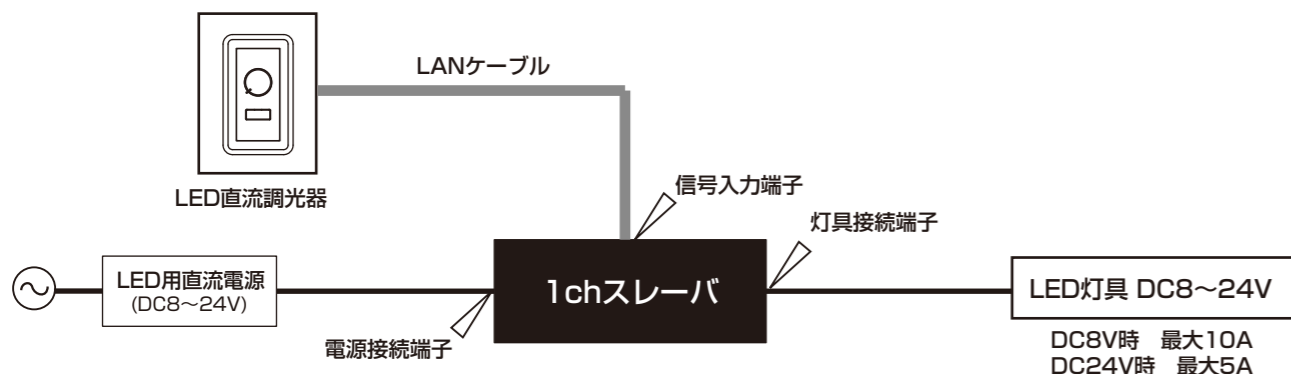 LANケーブル
LED直流調光器
信号入力端子
灯具接続端子
LED用直流電源
(DC8～24V)
1chスレーバ
LED灯具 DC8～24V
電源接続端子
DC8V時　最大10A
DC24V時　最大5A